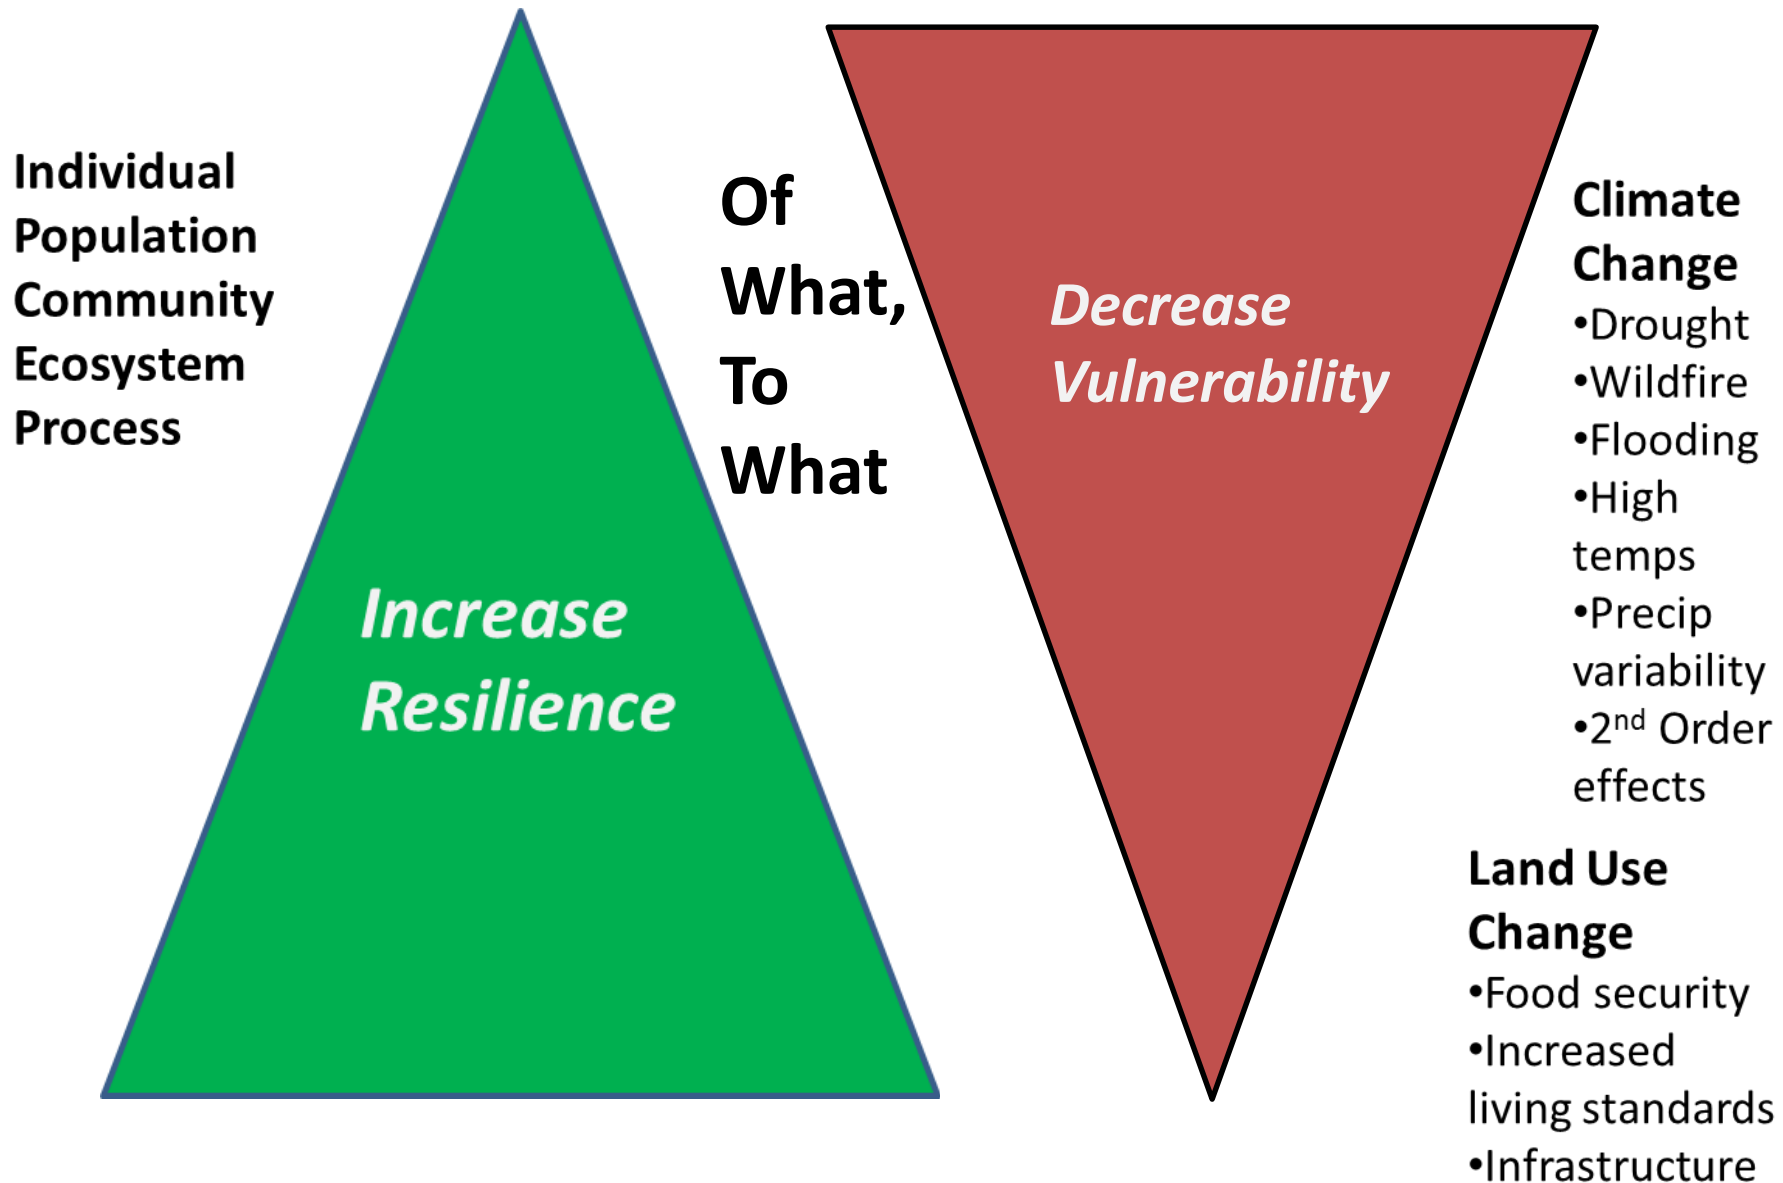 Individual
Population
Community
Ecosystem
Process
Increase
Resilience
Of
What,
To
What
Decrease
Vulnerability
Climate
Change
•Drought
•Wildfire
•Flooding
•High
temps
•Precip
variability
•2nd Order
effects
Land Use
Change
•Food security
•Increased
living standards
•Infrastructure